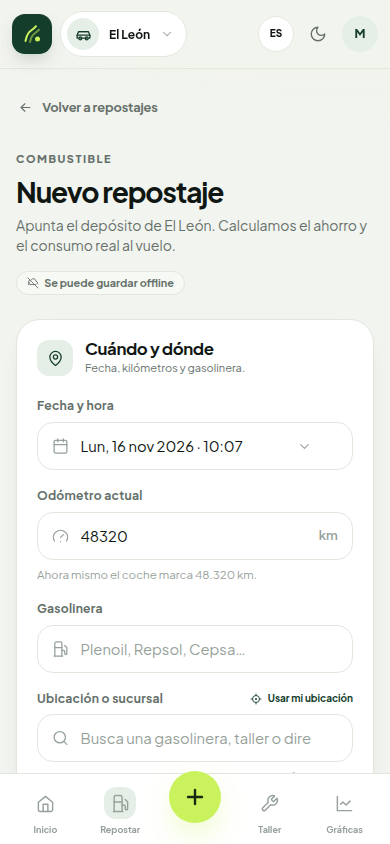 El León
ES
M
Volver a repostajes
COMBUSTIBLE
Nuevo repostaje
Apunta el depósito de El León. Calculamos el ahorro y
el consumo real al vuelo.
Se puede guardar offline
Cuándo y dónde
Fecha, kilómetros y gasolinera.
Fecha y hora
Lun, 16 nov 2026 · 10:07
Odómetro actual
48320
km
Ahora mismo el coche marca 48.320 km.
Gasolinera
Plenoil, Repsol, Cepsa…
Ubicación o sucursal
Usar mi ubicación
Busca una gasolinera, taller o dire
Inicio
Repostar
Taller
Gráficas